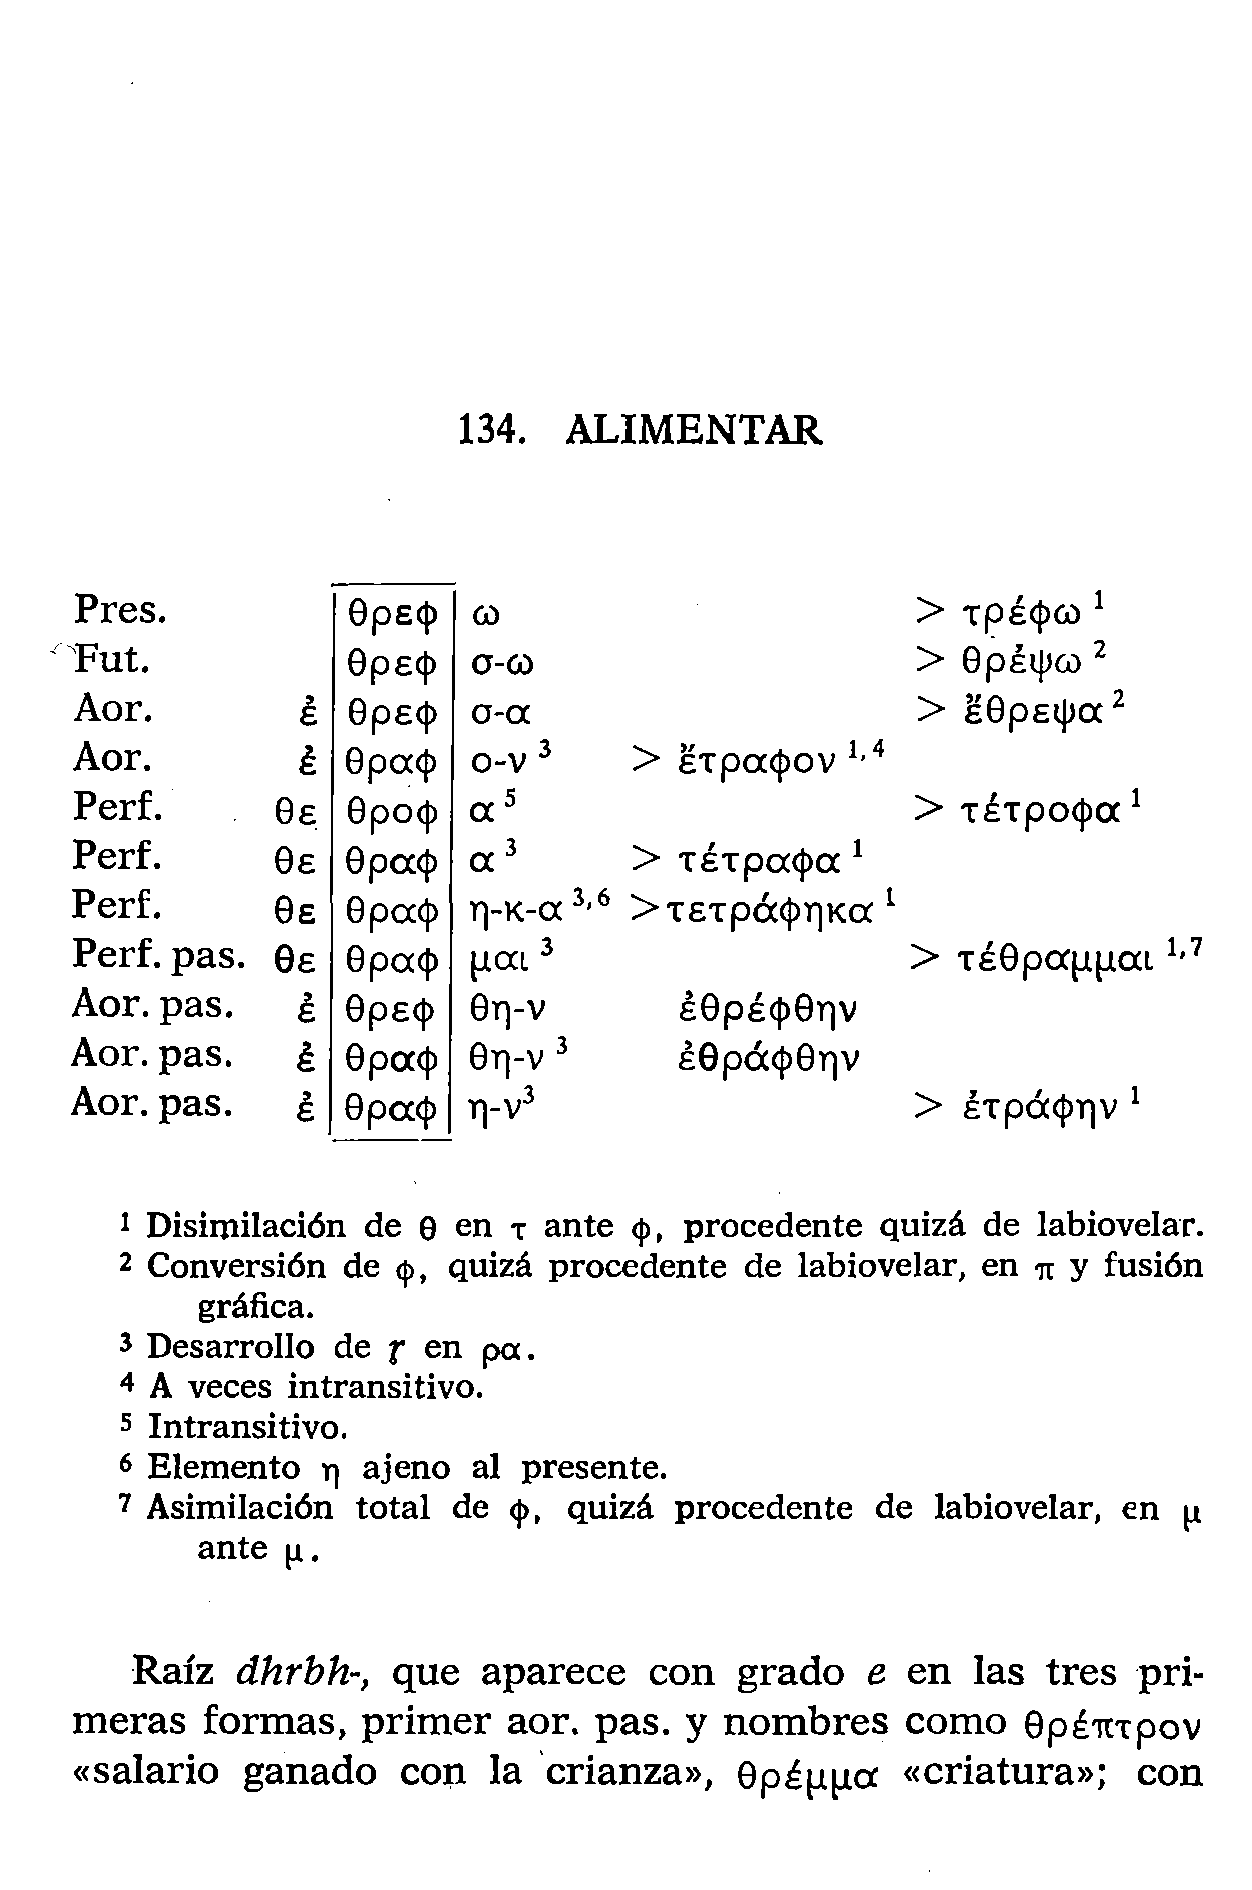 134. ALIMENTAR
Pres. θρεφ ω > τρέφω ¹
Fut. θρεφ σ-ω > θρέψω ²
Aor. ἐ θρεφ σ-α > ἔθρεψα ²
Aor. ἐ θραφ ο-ν ³ > ἔτραφον ¹,⁴
Perf. θε θροφ α ⁵ > τέτροφα ¹
Perf. θε θραφ α ³ > τέτραφα ¹
Perf. θε θραφ η-κ-α ³,⁶ >τετράφηκα ¹
Perf. pas. θε θραφ μαι ³ > τέθραμμαι ¹,⁷
Aor. pas. ἐ θρεφ θη-ν ἐθρέφθην
Aor. pas. ἐ θραφ θη-ν ³ ἐθράφθην
Aor. pas. ἐ θραφ η-ν³ > ἐτράφην ¹
¹ Disimilación de θ en τ ante φ, procedente quizá de labiovelar.
² Conversión de φ, quizá procedente de labiovelar, en π y fusión
gráfica.
³ Desarrollo de r̥ en ρα.
⁴ A veces intransitivo.
⁵ Intransitivo.
⁶ Elemento η ajeno al presente.
⁷ Asimilación total de φ, quizá procedente de labiovelar, en μ
ante μ.
Raíz dhrbh-, que aparece con grado e en las tres pri-
meras formas, primer aor. pas. y nombres como θρέπτρον
«salario ganado con la crianza», θρέμμα «criatura»; con